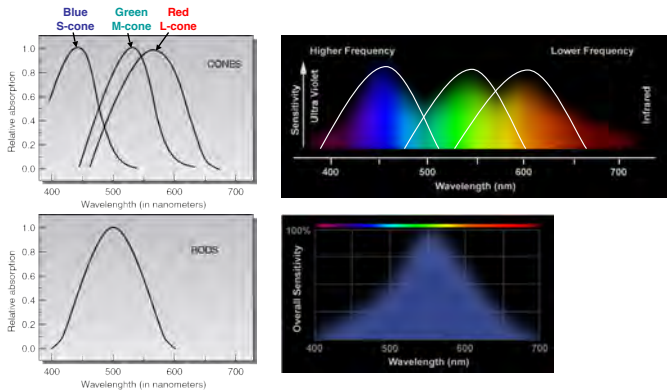 Blue Green Red
S-cone M-cone L-cone
1.0
0.8
0.6
0.4
0.2
0.0
Relative absorption
CONES
400 500 600 700
Wavelength (in nanometers)
Higher Frequency Lower Frequency
Sensitivity
Ultra Violet
Infrared
400 500 600 700
Wavelength (nm)
1.0
0.8
0.6
0.4
0.2
0.0
Relative absorption
RODS
400 500 600 700
Wavelength (in nanometers)
100%
Overall Sensitivity
400 500 600 700
Wavelength (nm)